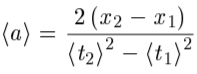 ⟨a⟩ = 2 (x₂ − x₁) / ⟨t₂⟩² − ⟨t₁⟩²